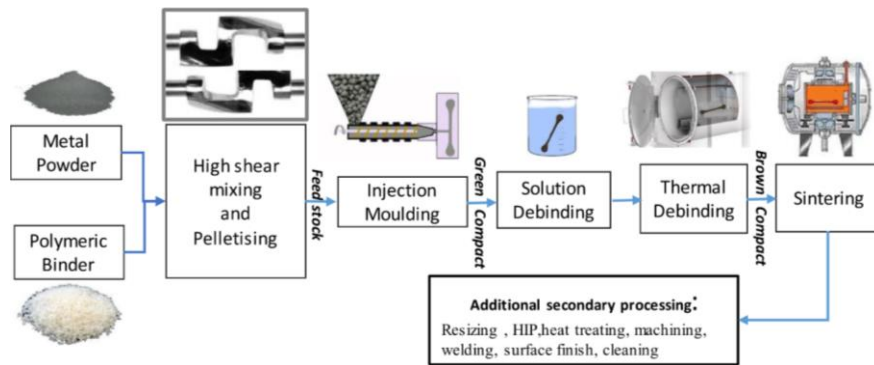 Metal
Powder
Polymeric
Binder
High shear
mixing
and
Pelletising
Feed stock
Injection
Moulding
Green Compact
Solution
Debinding
Thermal
Debinding
Brown Compact
Sintering
Additional secondary processing:
Resizing , HIP,heat treating, machining,
welding, surface finish, cleaning